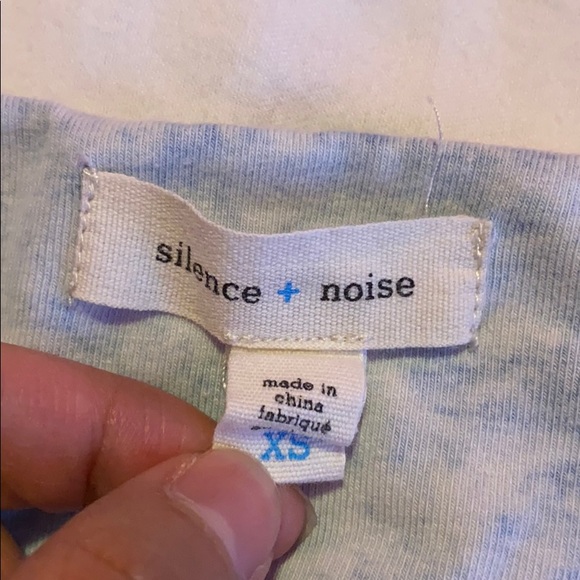 silence + noise
made in
china
fabriqué
XS